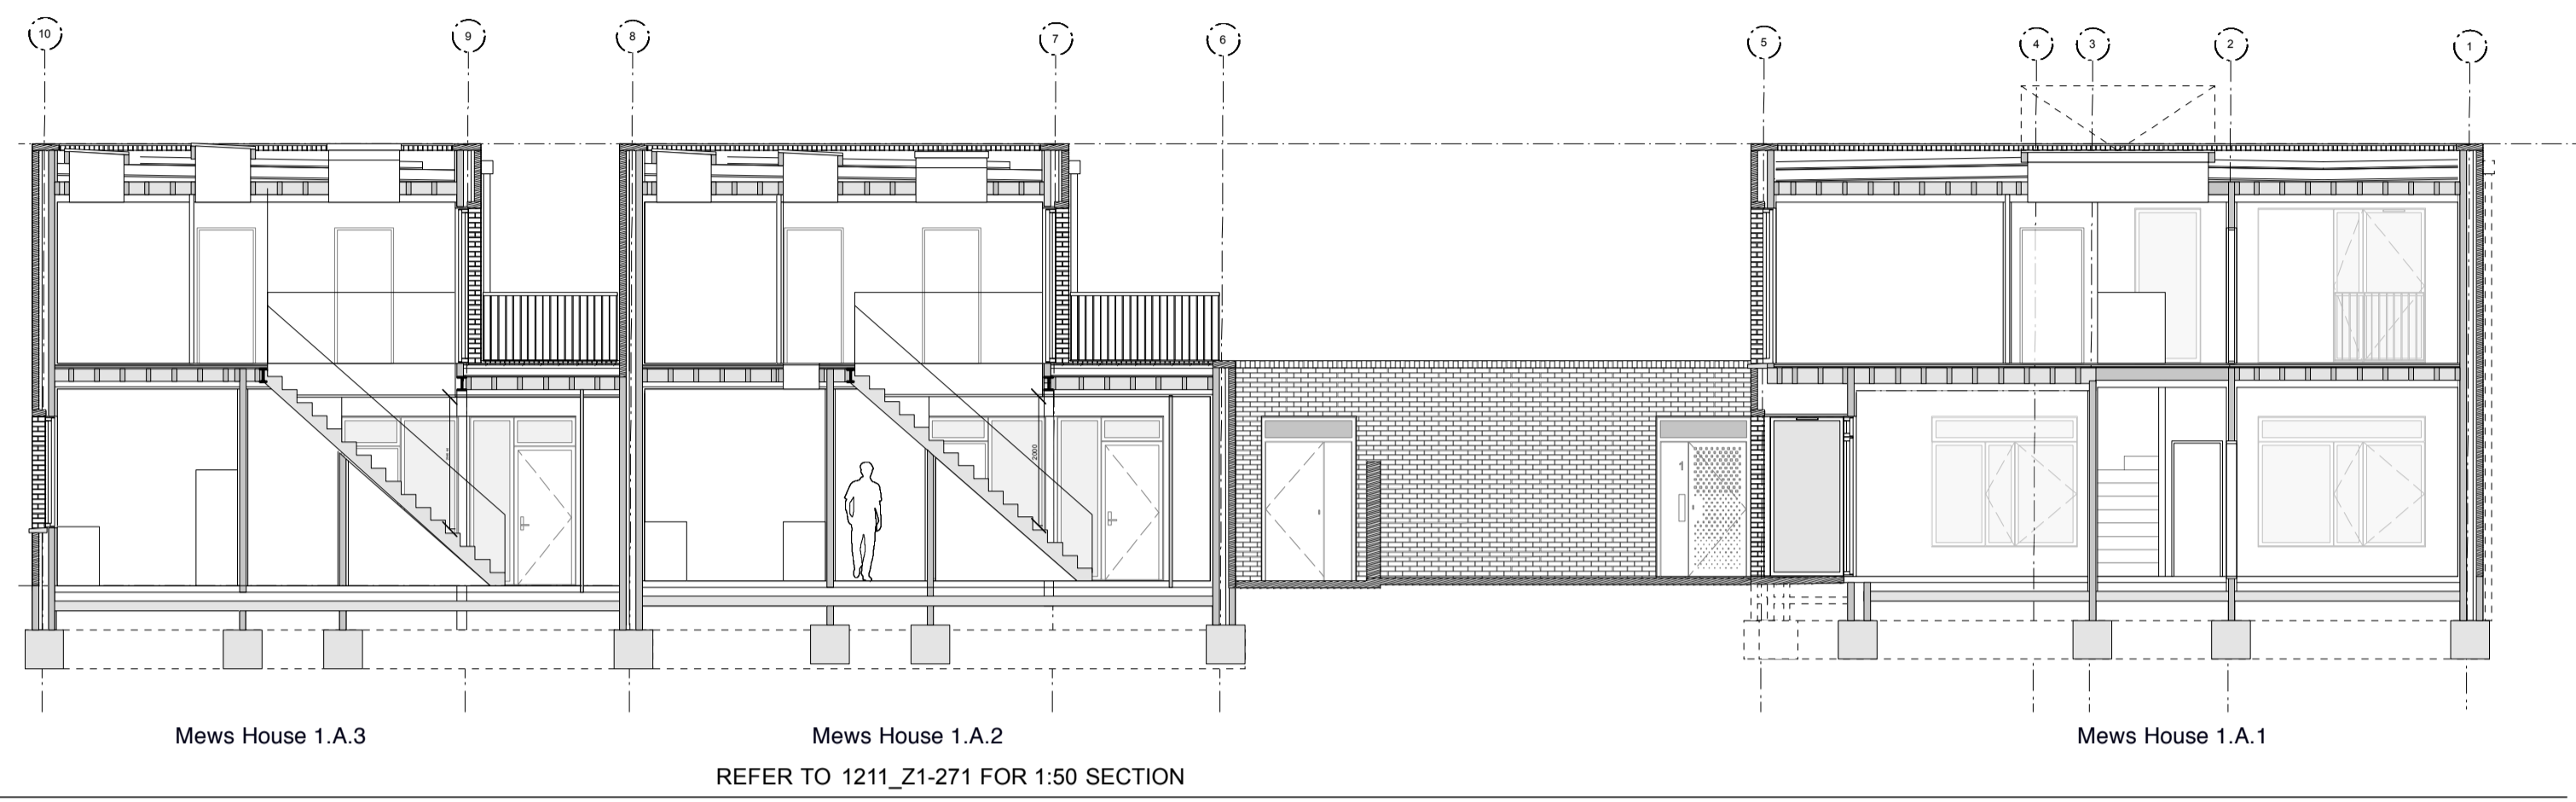 10 9 8 7 6 5 4 3 2 1
2000
1
Mews House 1.A.3 Mews House 1.A.2 Mews House 1.A.1
REFER TO 1211_Z1-271 FOR 1:50 SECTION